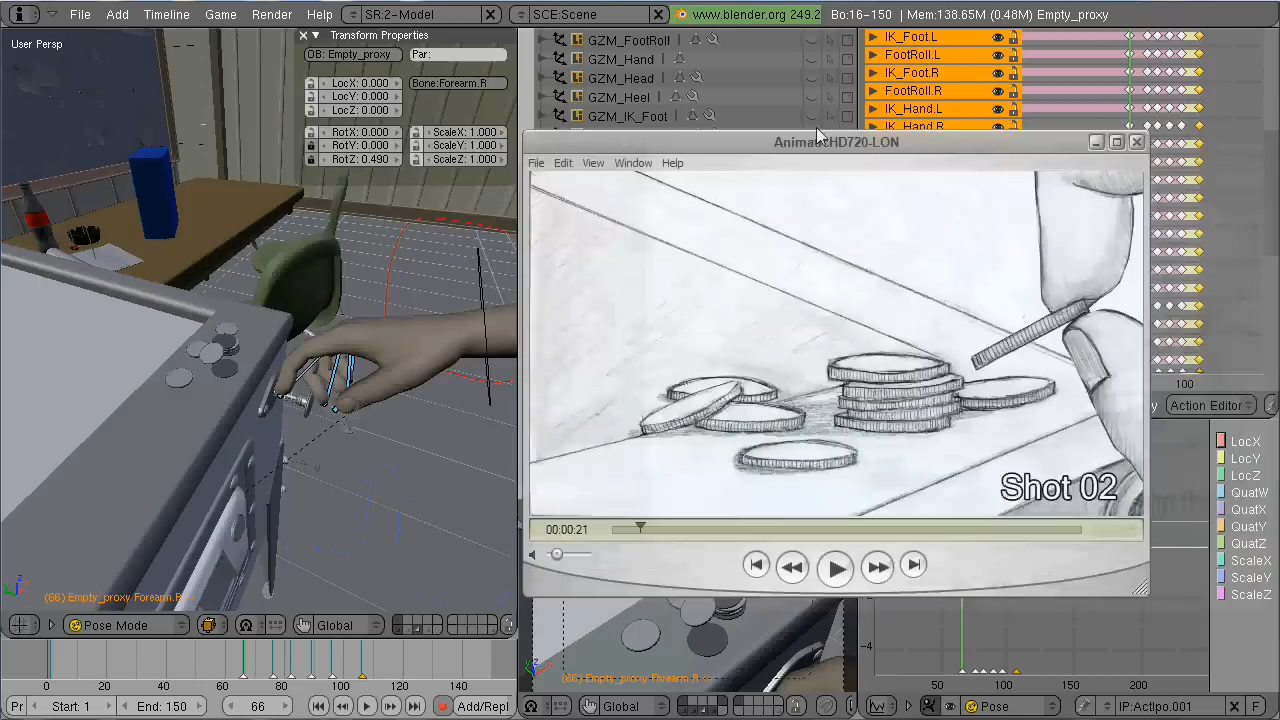 File Add Timeline Game Render Help SR:2-Model SCE:Scene www.blender.org 249.2 Bo:16-150 | Mem:138.65M (0.48M) Empty_proxy
User Persp
Transform Properties
OB: Empty_proxy Par:
LocX: 0.000 Bone:Forearm.R
LocY: 0.000
LocZ: 0.000
RotX: 0.000 ScaleX: 1.000
RotY: 0.000 ScaleY: 1.000
RotZ: 0.490 ScaleZ: 1.000
GZM_FootRoll
GZM_Hand
GZM_Head
GZM_Heel
GZM_IK_Foot
IK_Foot.L
FootRoll.L
IK_Foot.R
FootRoll.R
IK_Hand.L
IK_Hand.R
HD720-LON
File Edit View Window Help
Shot 02
00:00:21
100
Action Editor
LocX
LocY
LocZ
QuatW
QuatX
QuatY
QuatZ
ScaleX
ScaleY
ScaleZ
-4
50 100 150 200
(66) Empty_proxy Forearm.R
Pose Mode Global
0 20 40 60 80 100 120 140
Pr Start: 1 End: 150 66 Add/Repl
(66) Empty_proxy Forearm.R
Global
Pose IP:ActIpo.001 F